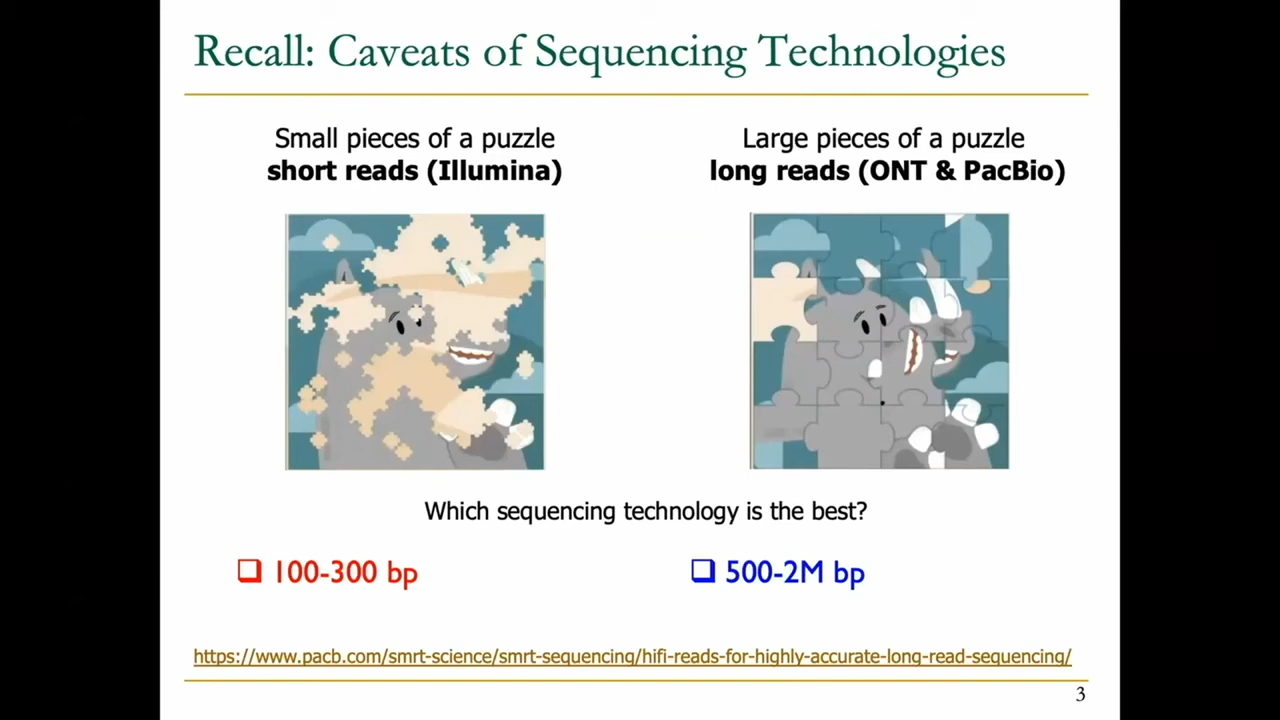 Recall: Caveats of Sequencing Technologies
Small pieces of a puzzle
short reads (Illumina)
Large pieces of a puzzle
long reads (ONT & PacBio)
Which sequencing technology is the best?
❑ 100-300 bp
❑ 500-2M bp
https://www.pacb.com/smrt-science/smrt-sequencing/hifi-reads-for-highly-accurate-long-read-sequencing/
3